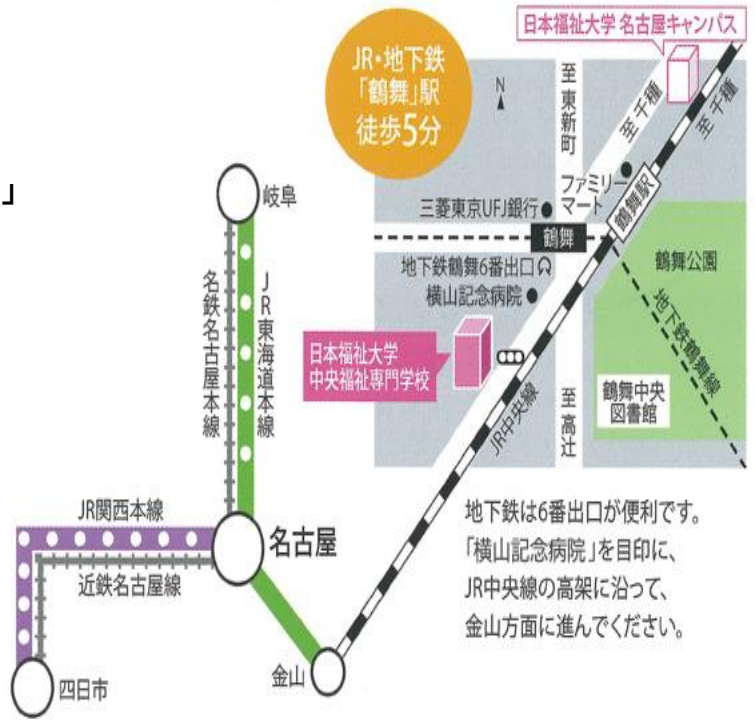 日本福祉大学 名古屋キャンパス
JR・地下鉄
「鶴舞」駅
徒歩5分
N
至東新町
至千種
至千種
ファミリー
マート
三菱東京UFJ銀行
鶴舞駅
鶴舞
地下鉄鶴舞6番出口
横山記念病院
鶴舞公園
地下鉄鶴舞線
日本福祉大学
中央福祉専門学校
鶴舞中央
図書館
JR中央線
至高辻
」
岐阜
名鉄名古屋本線
JR東海道本線
JR関西本線
名古屋
近鉄名古屋線
四日市
金山
地下鉄は6番出口が便利です。
「横山記念病院」を目印に、
JR中央線の高架に沿って、
金山方面に進んでください。